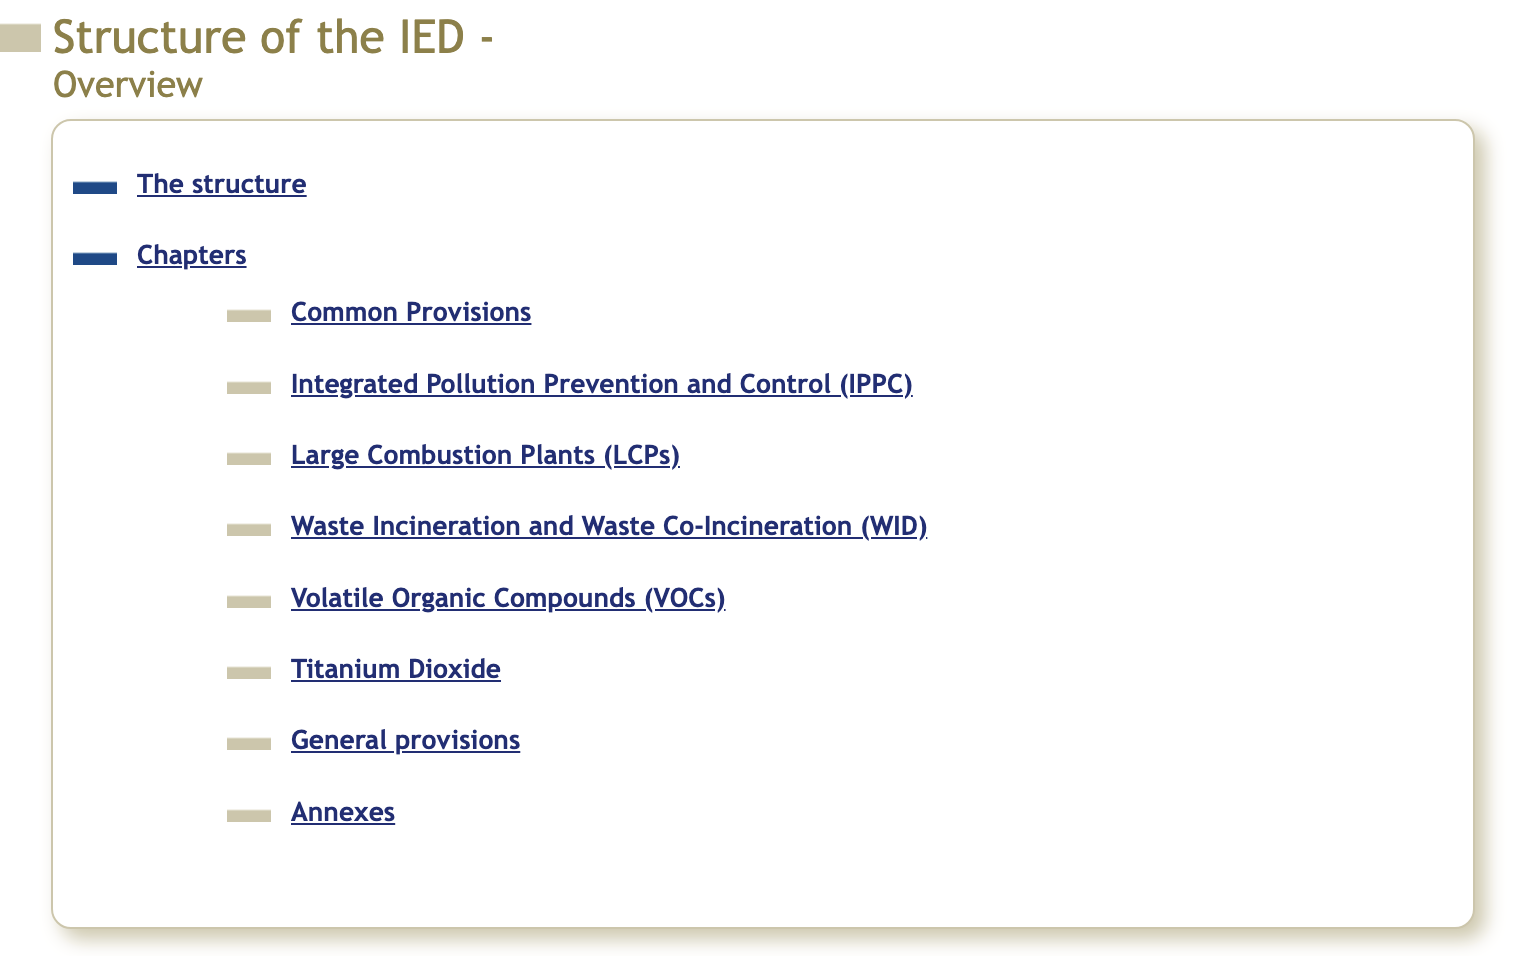 Structure of the IED -
Overview
The structure
Chapters
Common Provisions
Integrated Pollution Prevention and Control (IPPC)
Large Combustion Plants (LCPs)
Waste Incineration and Waste Co-Incineration (WID)
Volatile Organic Compounds (VOCs)
Titanium Dioxide
General provisions
Annexes